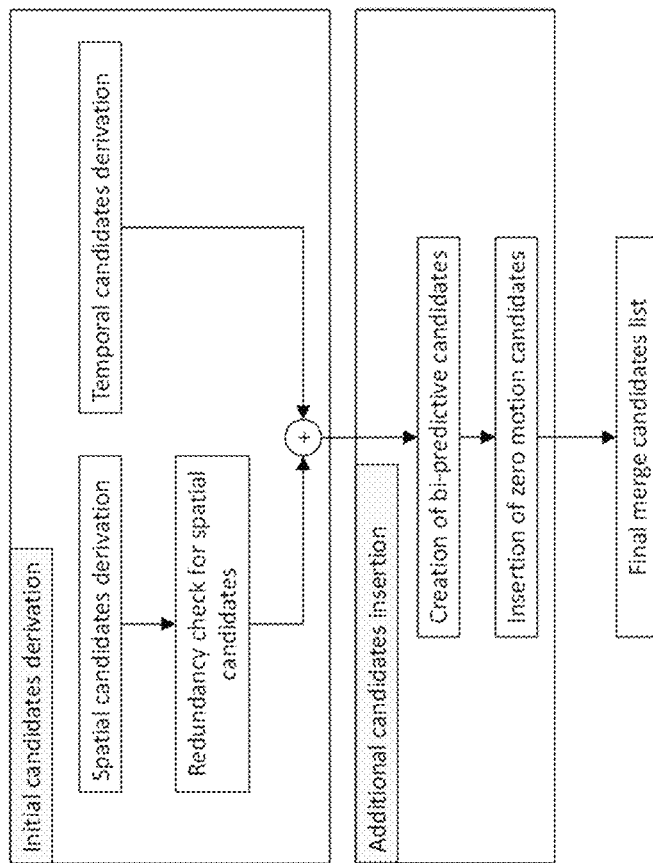 Initial candidates derivation
Spatial candidates derivation
Temporal candidates derivation
Redundancy check for spatial
candidates
+
Additional candidates insertion
Creation of bi-predictive candidates
Insertion of zero motion candidates
Final merge candidates list